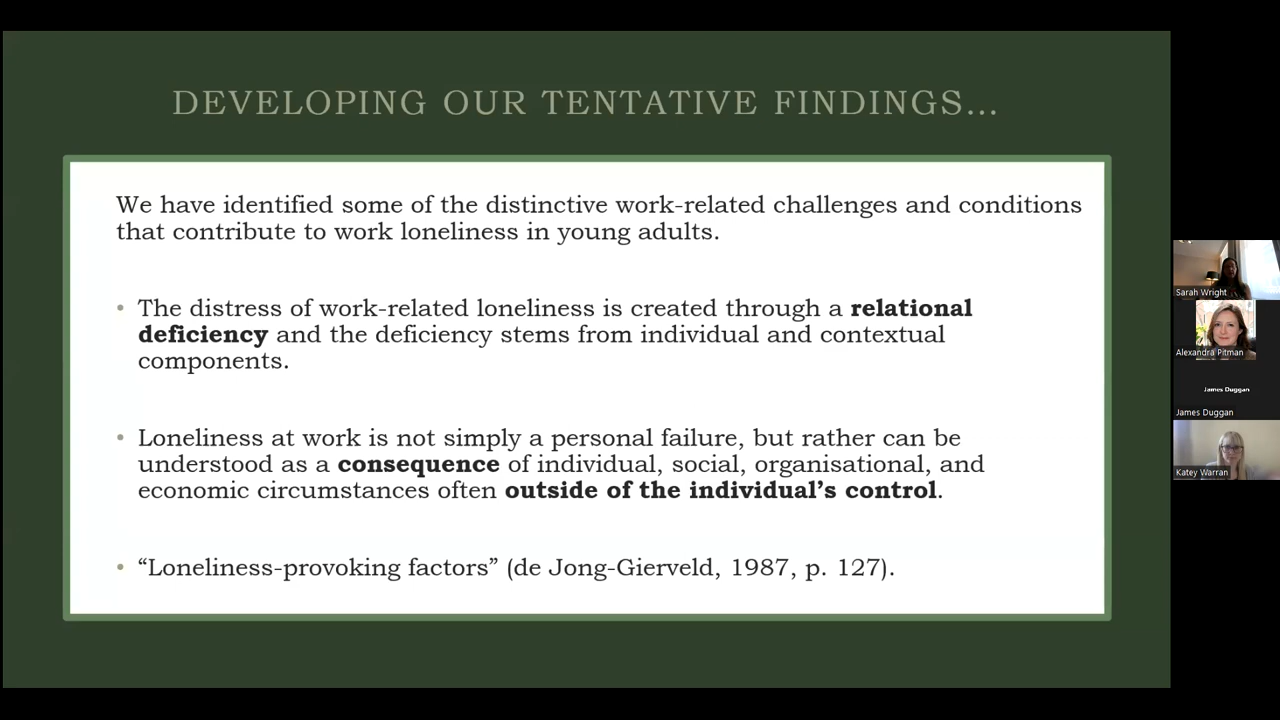 DEVELOPING OUR TENTATIVE FINDINGS...
We have identified some of the distinctive work-related challenges and conditions
that contribute to work loneliness in young adults.
• The distress of work-related loneliness is created through a relational
deficiency and the deficiency stems from individual and contextual
components.
• Loneliness at work is not simply a personal failure, but rather can be
understood as a consequence of individual, social, organisational, and
economic circumstances often outside of the individual’s control.
• “Loneliness-provoking factors” (de Jong-Gierveld, 1987, p. 127).
Sarah Wright
Alexandra Pitman
James Duggan
James Duggan
Katey Warran